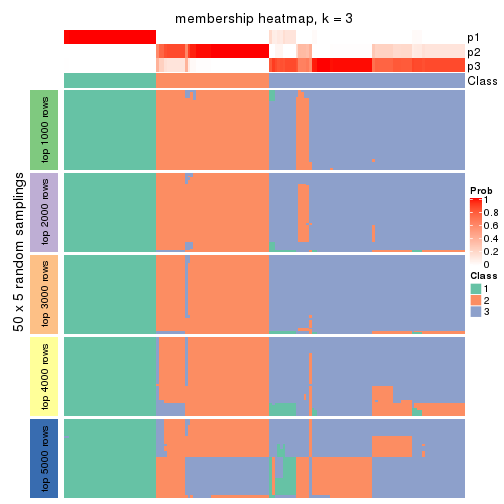 membership heatmap, k = 3
p1
p2
p3
Class
50 x 5 random samplings
top 1000 rows
top 2000 rows
top 3000 rows
top 4000 rows
top 5000 rows
Prob
1
0.8
0.6
0.4
0.2
0
Class
1
2
3